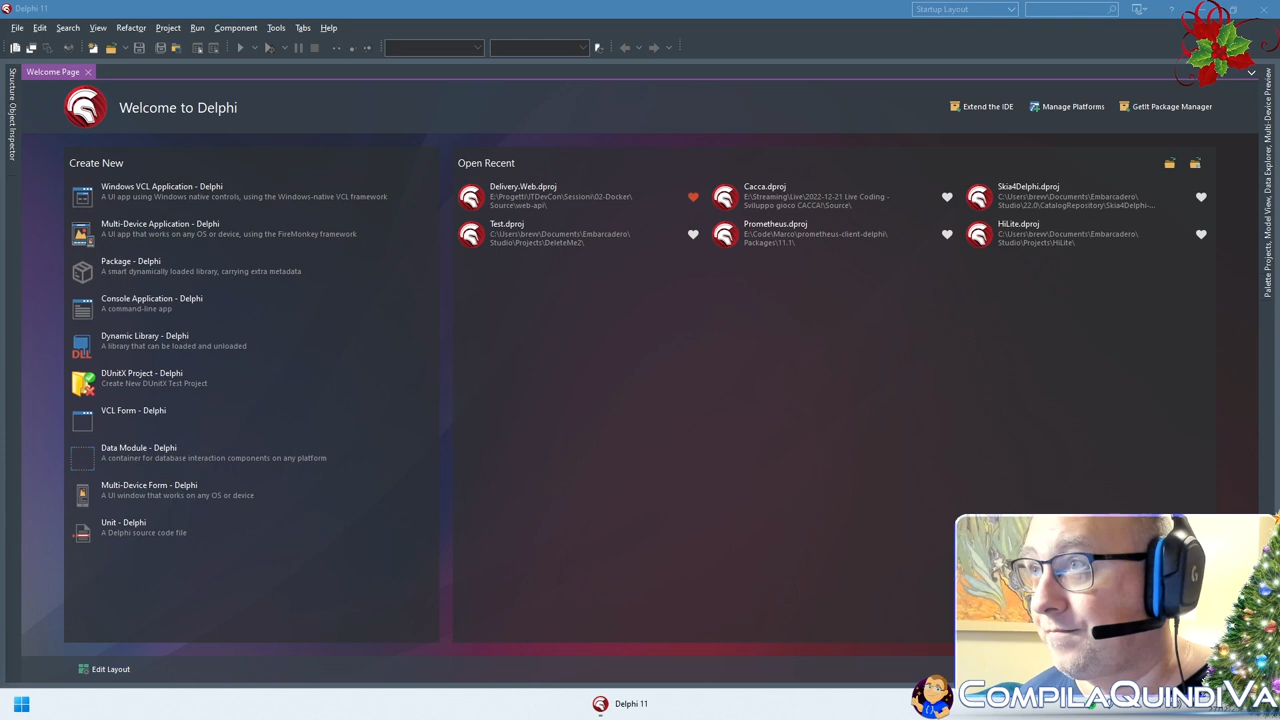 Delphi 11
Startup Layout
File Edit Search View Refactor Project Run Component Tools Tabs Help
Welcome Page
Structure Object Inspector
Palette Projects, Model View, Data Explorer, Multi-Device Preview
Welcome to Delphi
Extend the IDE
Manage Platforms
GetIt Package Manager
Create New
Windows VCL Application - Delphi
A UI app using Windows native controls, using the Windows-native VCL framework
Multi-Device Application - Delphi
A UI app that works on any OS or device, using the FireMonkey framework
Package - Delphi
A smart dynamically loaded library, carrying extra metadata
Console Application - Delphi
A command-line app
Dynamic Library - Delphi
A library that can be loaded and unloaded
DLL
DUnitX Project - Delphi
Create New DUnitX Test Project
VCL Form - Delphi
Data Module - Delphi
A container for database interaction components on any platform
Multi-Device Form - Delphi
A UI window that works on any OS or device
Unit - Delphi
A Delphi source code file
Open Recent
Delivery.Web.dproj
E:\Progetti\ITDevCon\Session\02-Docker\
Source\web-api\
Cacca.dproj
E:\Streaming\Live\2022-12-21 Live Coding -
Sviluppo gioco CACCA!\Source\
Skia4Delphi.dproj
C:\Users\brevv\Documents\Embarcadero\
Studio\22.0\CatalogRepository\Skia4Delphi-...
Test.dproj
C:\Users\brevv\Documents\Embarcadero\
Studio\Projects\DeleteMe2\
Prometheus.dproj
E:\Code\Marco\prometheus-client-delphi\
Packages\11.1\
HiLite.dproj
C:\Users\brevv\Documents\Embarcadero\
Studio\Projects\HiLite\
Edit Layout
Delphi 11
G
{}
COMPILAQUINDIVA